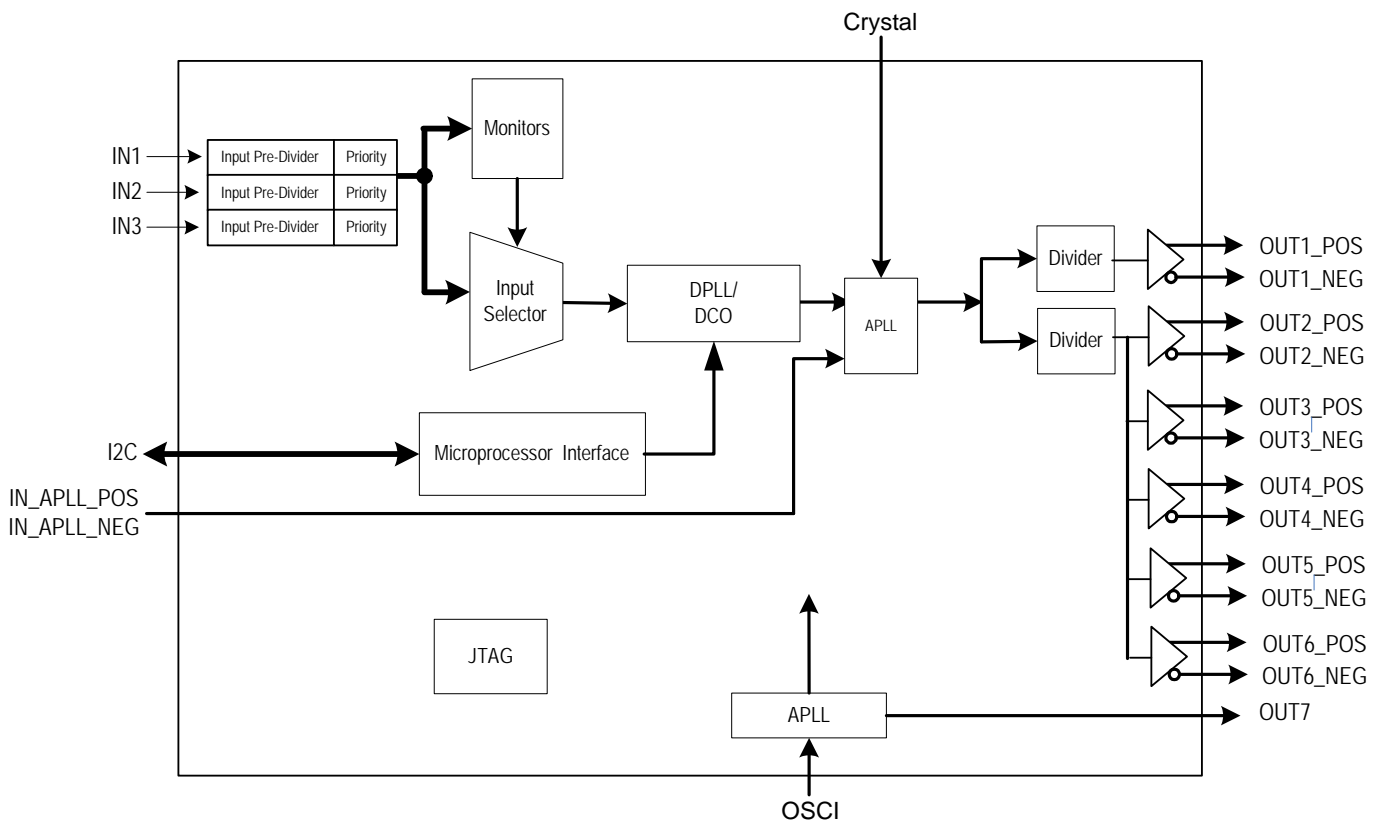 Crystal
Monitors
IN1
Input Pre-Divider
Priority
IN2
Input Pre-Divider
Priority
IN3
Input Pre-Divider
Priority
Input
Selector
DPLL/
DCO
APLL
Divider
Divider
OUT1_POS
OUT1_NEG
OUT2_POS
OUT2_NEG
OUT3_POS
OUT3_NEG
OUT4_POS
OUT4_NEG
OUT5_POS
OUT5_NEG
OUT6_POS
OUT6_NEG
OUT7
I2C
Microprocessor Interface
IN_APLL_POS
IN_APLL_NEG
JTAG
APLL
OSCI